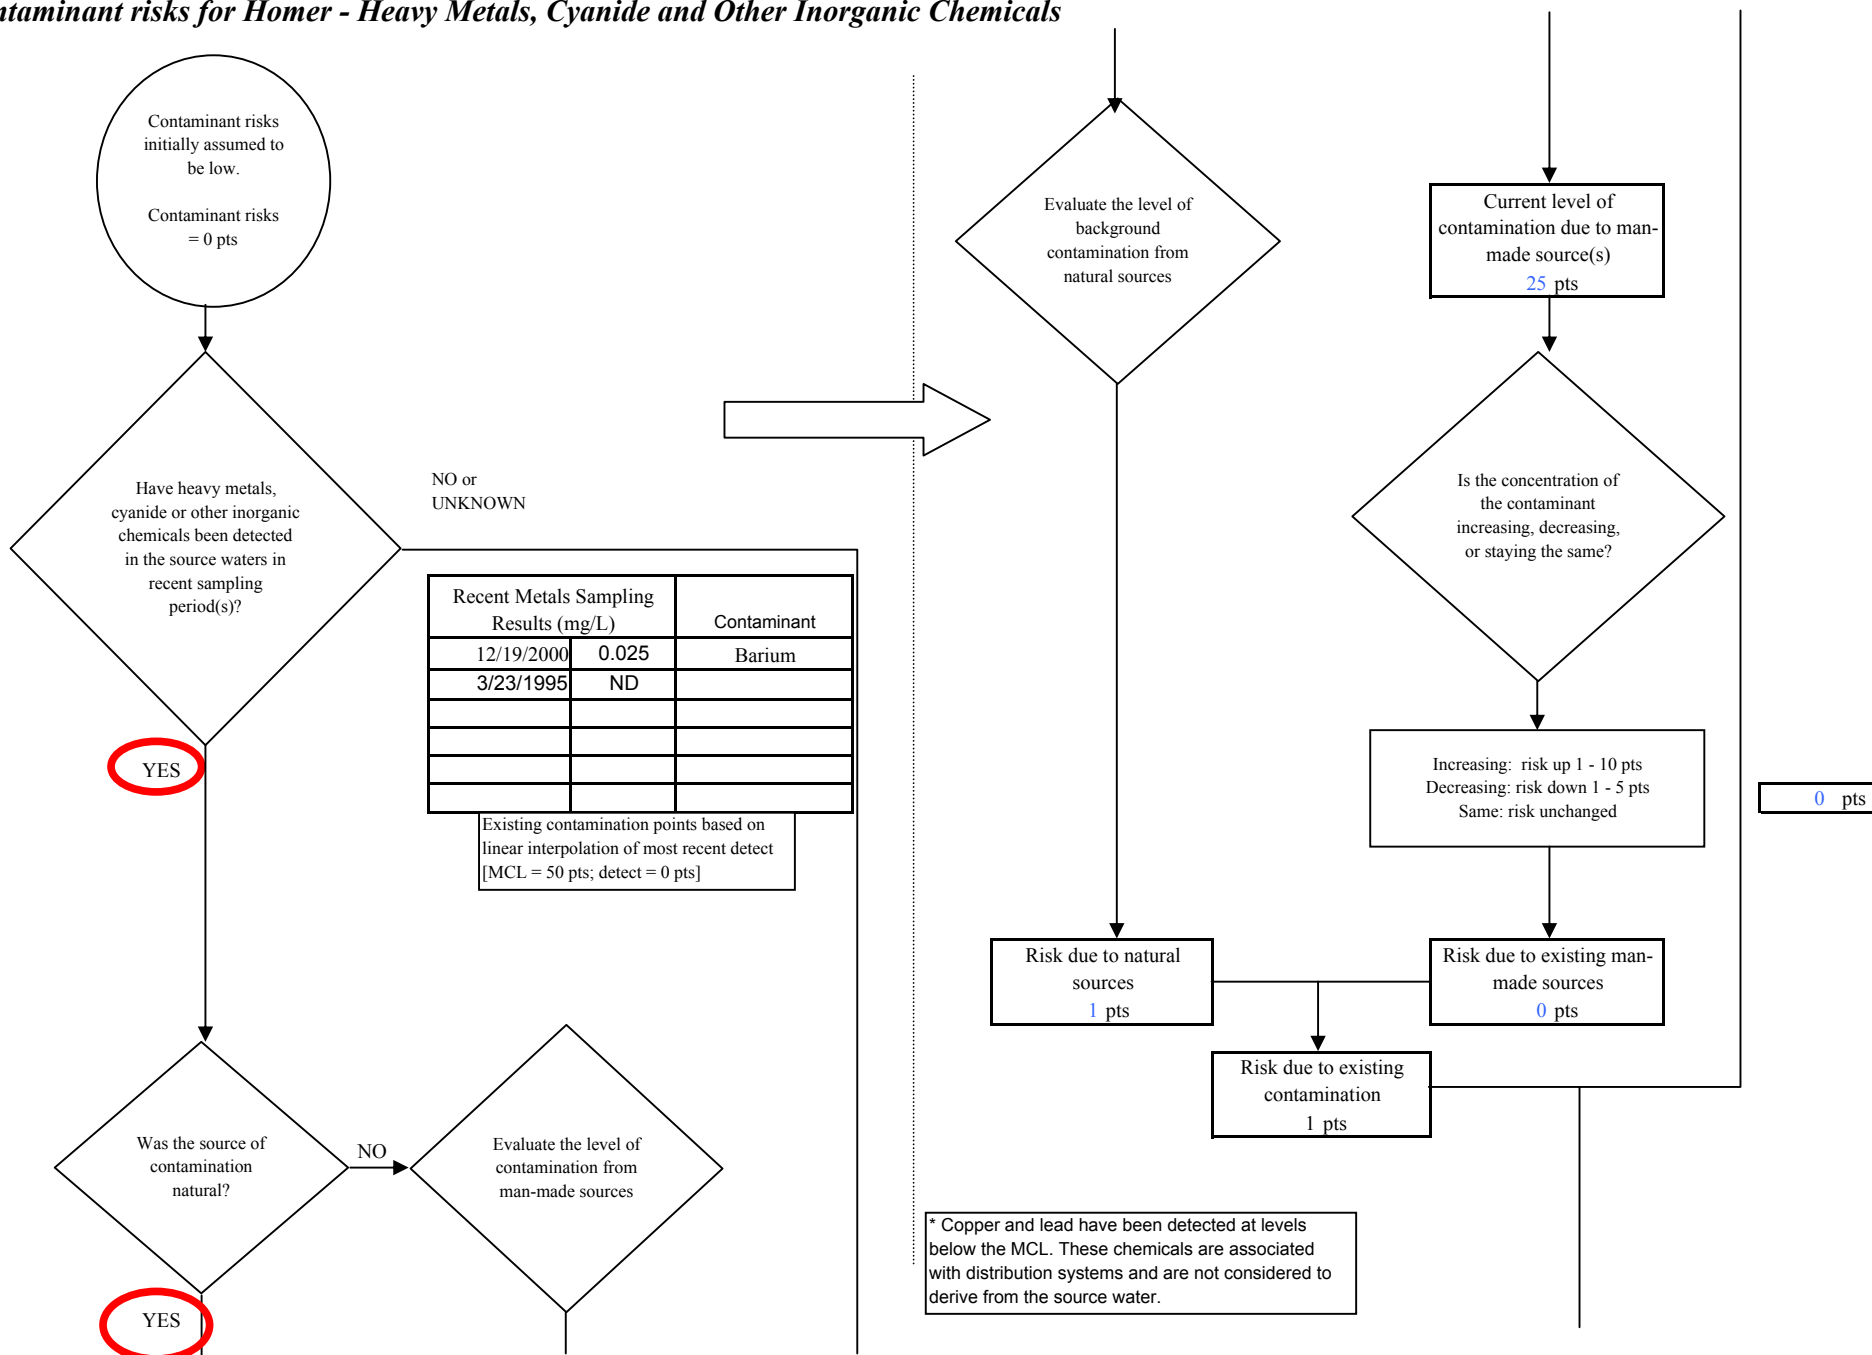 ntaminant risks for Homer - Heavy Metals, Cyanide and Other Inorganic Chemicals
Contaminant risks
initially assumed to
be low.
Contaminant risks
= 0 pts
Have heavy metals,
cyanide or other inorganic
chemicals been detected
in the source waters in
recent sampling
period(s)?
NO or
UNKNOWN
YES
Recent Metals Sampling
Results (mg/L)
Contaminant
12/19/2000 0.025 Barium
3/23/1995 ND
Existing contamination points based on
linear interpolation of most recent detect
[MCL = 50 pts; detect = 0 pts]
Was the source of
contamination
natural?
NO
YES
Evaluate the level of
contamination from
man-made sources
Evaluate the level of
background
contamination from
natural sources
Current level of
contamination due to man-
made source(s)
25 pts
Is the concentration of
the contaminant
increasing, decreasing,
or staying the same?
Increasing: risk up 1 - 10 pts
Decreasing: risk down 1 - 5 pts
Same: risk unchanged
0 pts
Risk due to natural
sources
1 pts
Risk due to existing man-
made sources
0 pts
Risk due to existing
contamination
1 pts
* Copper and lead have been detected at levels
below the MCL. These chemicals are associated
with distribution systems and are not considered to
derive from the source water.